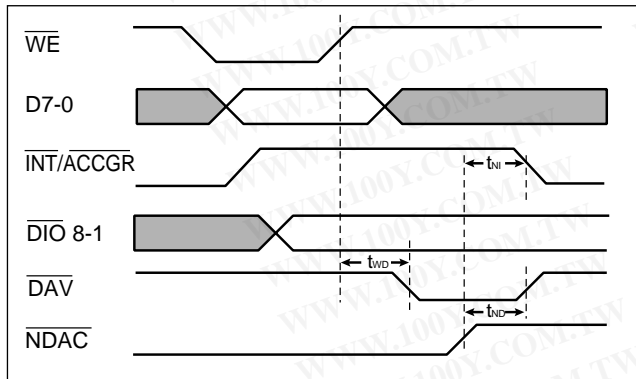 WE
D7-0
INT/ACCGR
tNI
DIO 8-1
tWD
DAV
tND
NDAC
WWW.100Y.COM.TW